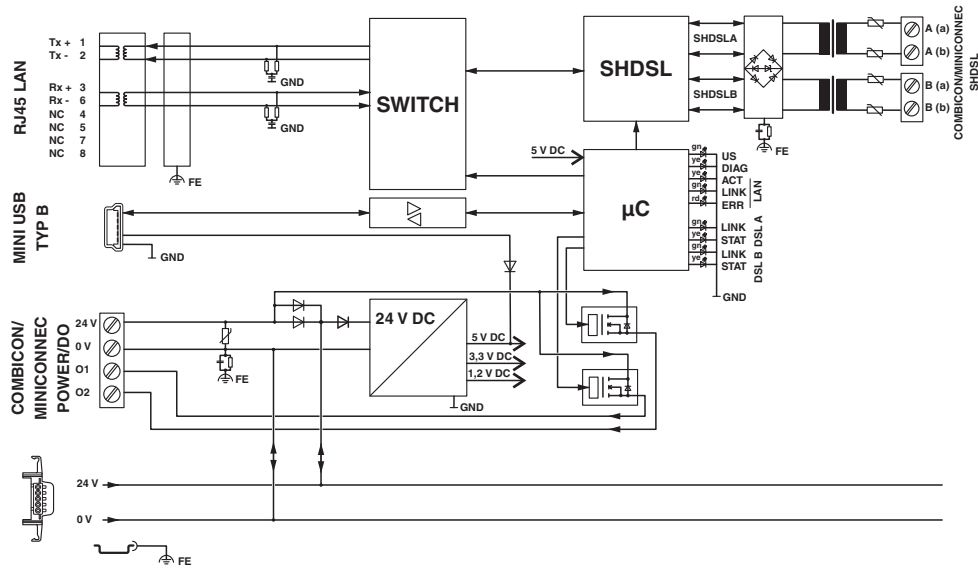 RJ45 LAN
Tx + 1
Tx - 2
Rx + 3
Rx - 6
NC 4
NC 5
NC 7
NC 8
FE
GND
GND
SWITCH
SHDSL
SHDSLA
SHDSLB
FE
A (a)
A (b)
B (a)
B (b)
COMBICON/MINICONNEC
SHDSL
MINI USB
TYP B
GND
5 V DC
µC
gn US
ye DIAG
ye ACT
gn LINK
rd ERR
LAN
gn LINK
ye STAT
DSL A
gn LINK
ye STAT
DSL B
GND
COMBICON/
MINICONNEC
POWER/DO
24 V
0 V
O1
O2
FE
24 V DC
5 V DC
3,3 V DC
1,2 V DC
GND
24 V
0 V
FE